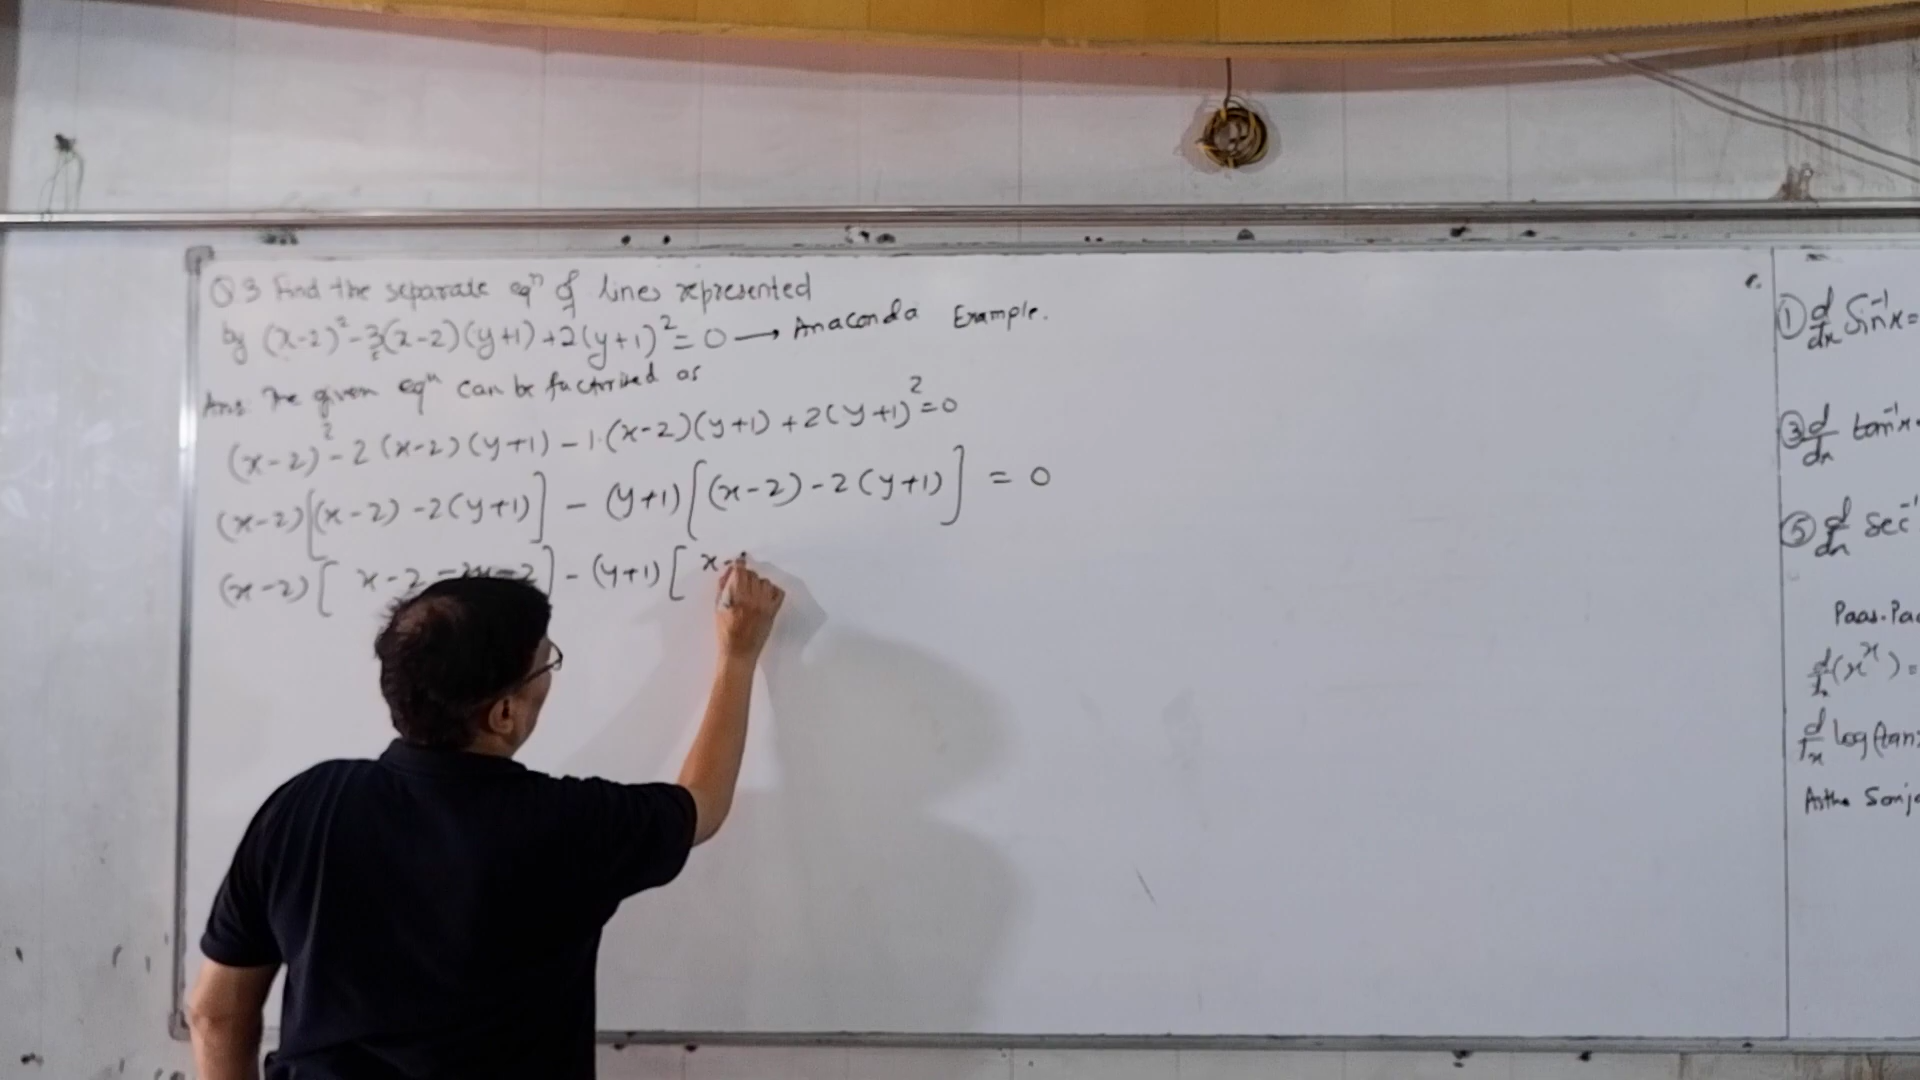 Q3 Find the separate eqⁿ of lines represented
by (x-2)²-3(x-2)(y+1)+2(y+1)²=0 → Anaconda Example.
Ans The given eqⁿ can be factorised as
(x-2)²-2(x-2)(y+1)-1.(x-2)(y+1)+2(y+1)²=0
(x-2)[(x-2)-2(y+1)] - (y+1)[(x-2)-2(y+1)] = 0
(x-2)[x-2-2y-2] - (y+1)[x-
① d/dx Sin⁻¹x=
③ d/dx tan⁻¹x
⑤ d/dx sec⁻¹
d/dx(xˣ)=
d/dx log(tan